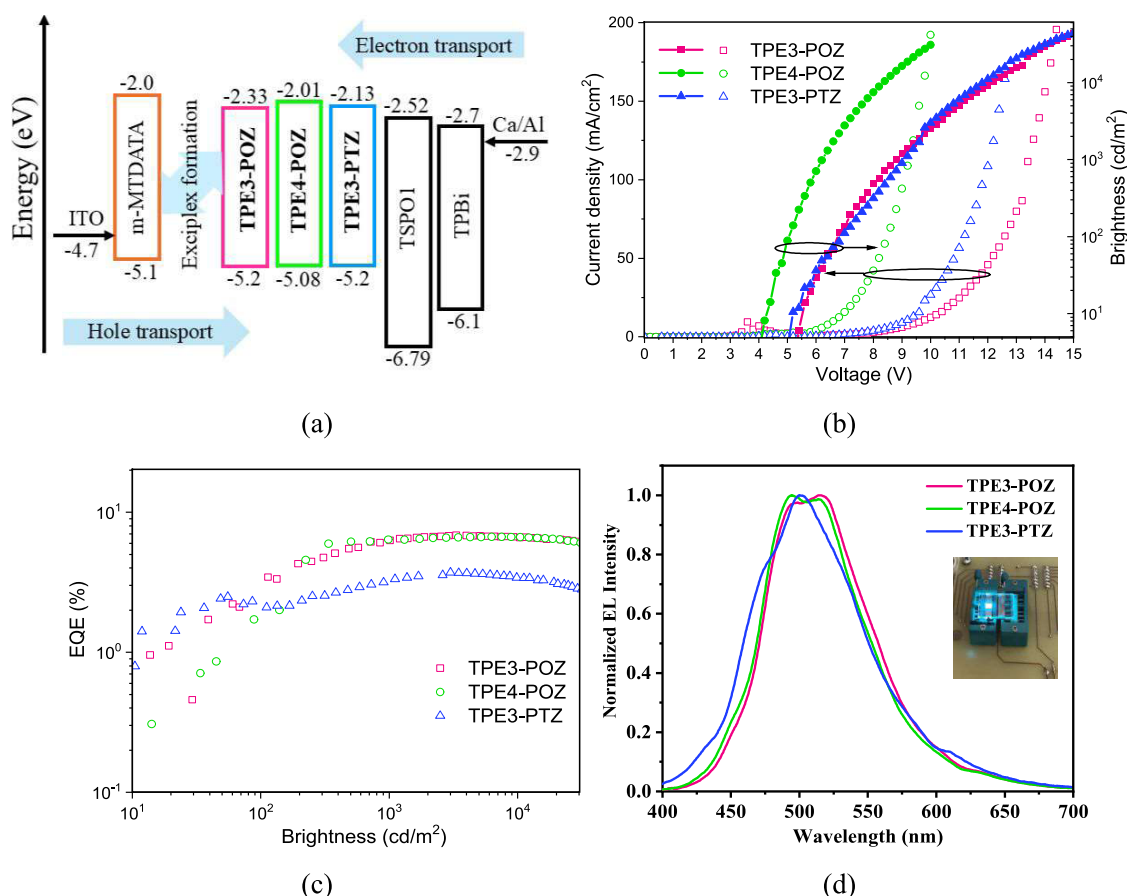 Energy (eV)
Electron transport
-2.0
-2.33
-2.01
-2.13
-2.52
-2.7
Ca/Al
-2.9
ITO
-4.7
m-MTDATA
Exciplex formation
TPE3-POZ
TPE4-POZ
TPE3-PTZ
TSPO1
TPBi
-5.1
-5.2
-5.08
-5.2
-6.1
-6.79
Hole transport
(a)
Current density (mA/cm²)
200
150
100
50
0
TPE3-POZ
TPE4-POZ
TPE3-PTZ
10⁴
10³
10²
10¹
Brightness (cd/m²)
0 1 2 3 4 5 6 7 8 9 10 11 12 13 14 15
Voltage (V)
(b)
EQE (%)
10¹
10⁰
10⁻¹
TPE3-POZ
TPE4-POZ
TPE3-PTZ
10¹ 10² 10³ 10⁴
Brightness (cd/m²)
(c)
Normalized EL Intensity
1.0
0.8
0.6
0.4
0.2
0.0
TPE3-POZ
TPE4-POZ
TPE3-PTZ
400 450 500 550 600 650 700
Wavelength (nm)
(d)